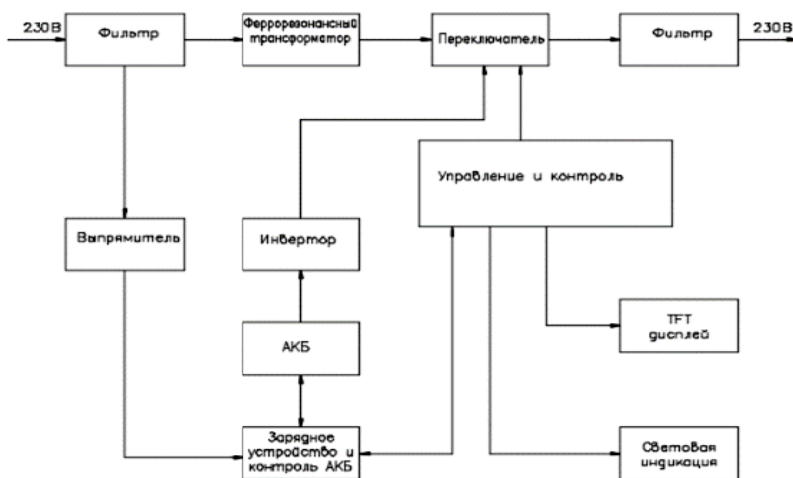 230В
Фильтр
Феррорезонансный
трансформатор
Переключатель
Фильтр
230В
Управление и контроль
Выпрямитель
Инвертор
TFT
дисплей
АКБ
Зарядное
устройство и
контроль АКБ
Световая
индикация